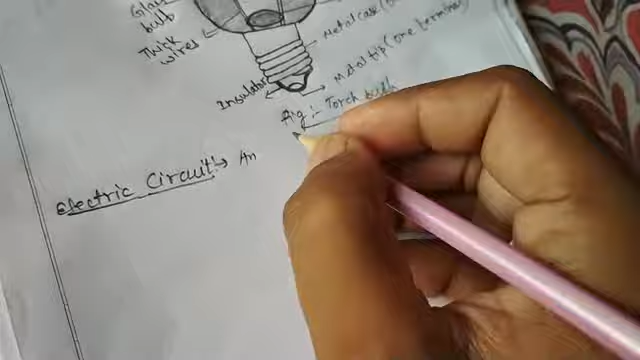 Glass
bulb
Thick
wires
Metal case (
Metal tip (one terminal)
Insulator
Fig :- Torch bulb
Electric Circuit :→ An